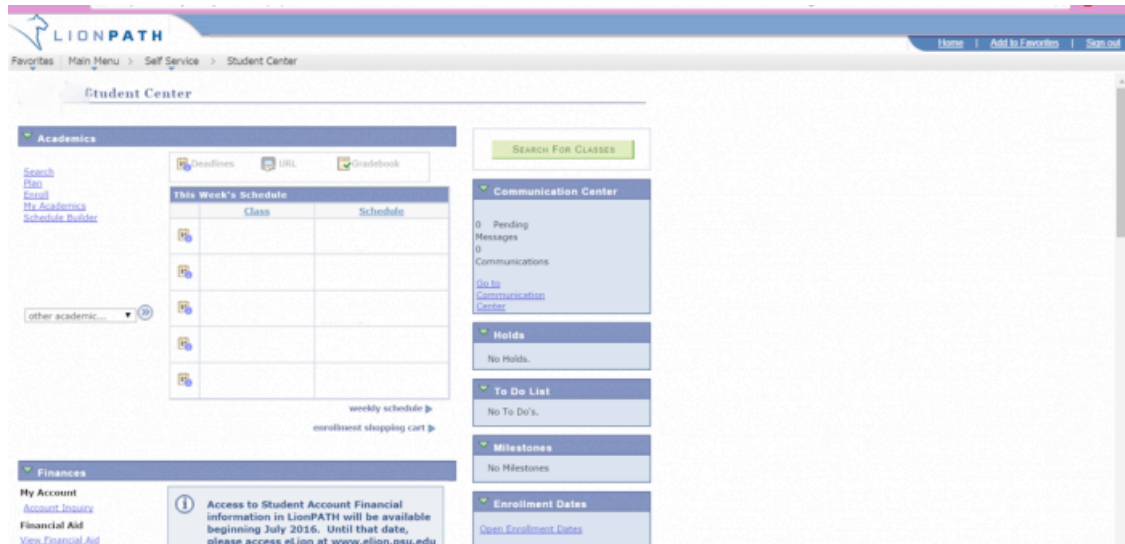 LIONPATH
Home | Add to Favorites | Sign out
Favorites Main Menu > Self Service > Student Center
Student Center
Academics
Search
Plan
Enroll
My Academics
Schedule Builder
other academic...
Deadlines URL Gradebook
This Week's Schedule
Class Schedule
weekly schedule
enrollment shopping cart
SEARCH FOR CLASSES
Communication Center
0 Pending
Messages
0
Communications
Go to
Communication
Center
Holds
No Holds.
To Do List
No To Do's.
Milestones
No Milestones
Enrollment Dates
Open Enrollment Dates
Finances
My Account
Account Inquiry
Financial Aid
View Financial Aid
Access to Student Account Financial
information in LionPATH will be available
beginning July 2016. Until that date,
please access eLion at www.elion.psu.edu